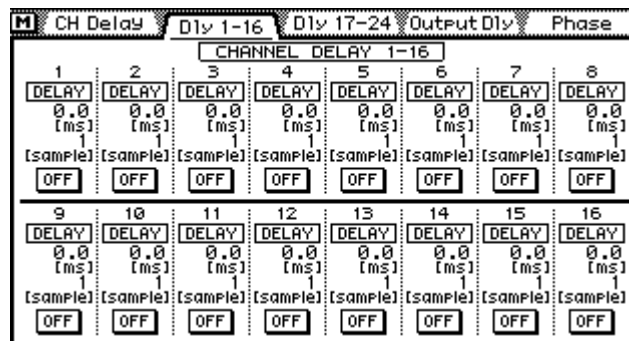 M CH Delay Dly 1-16 Dly 17-24 Output Dly Phase
CHANNEL DELAY 1-16
1 2 3 4 5 6 7 8
DELAY DELAY DELAY DELAY DELAY DELAY DELAY DELAY
0.0 0.0 0.0 0.0 0.0 0.0 0.0 0.0
[ms] [ms] [ms] [ms] [ms] [ms] [ms] [ms]
1 1 1 1 1 1 1 1
[sample] [sample] [sample] [sample] [sample] [sample] [sample] [sample]
OFF OFF OFF OFF OFF OFF OFF OFF
9 10 11 12 13 14 15 16
DELAY DELAY DELAY DELAY DELAY DELAY DELAY DELAY
0.0 0.0 0.0 0.0 0.0 0.0 0.0 0.0
[ms] [ms] [ms] [ms] [ms] [ms] [ms] [ms]
1 1 1 1 1 1 1 1
[sample] [sample] [sample] [sample] [sample] [sample] [sample] [sample]
OFF OFF OFF OFF OFF OFF OFF OFF